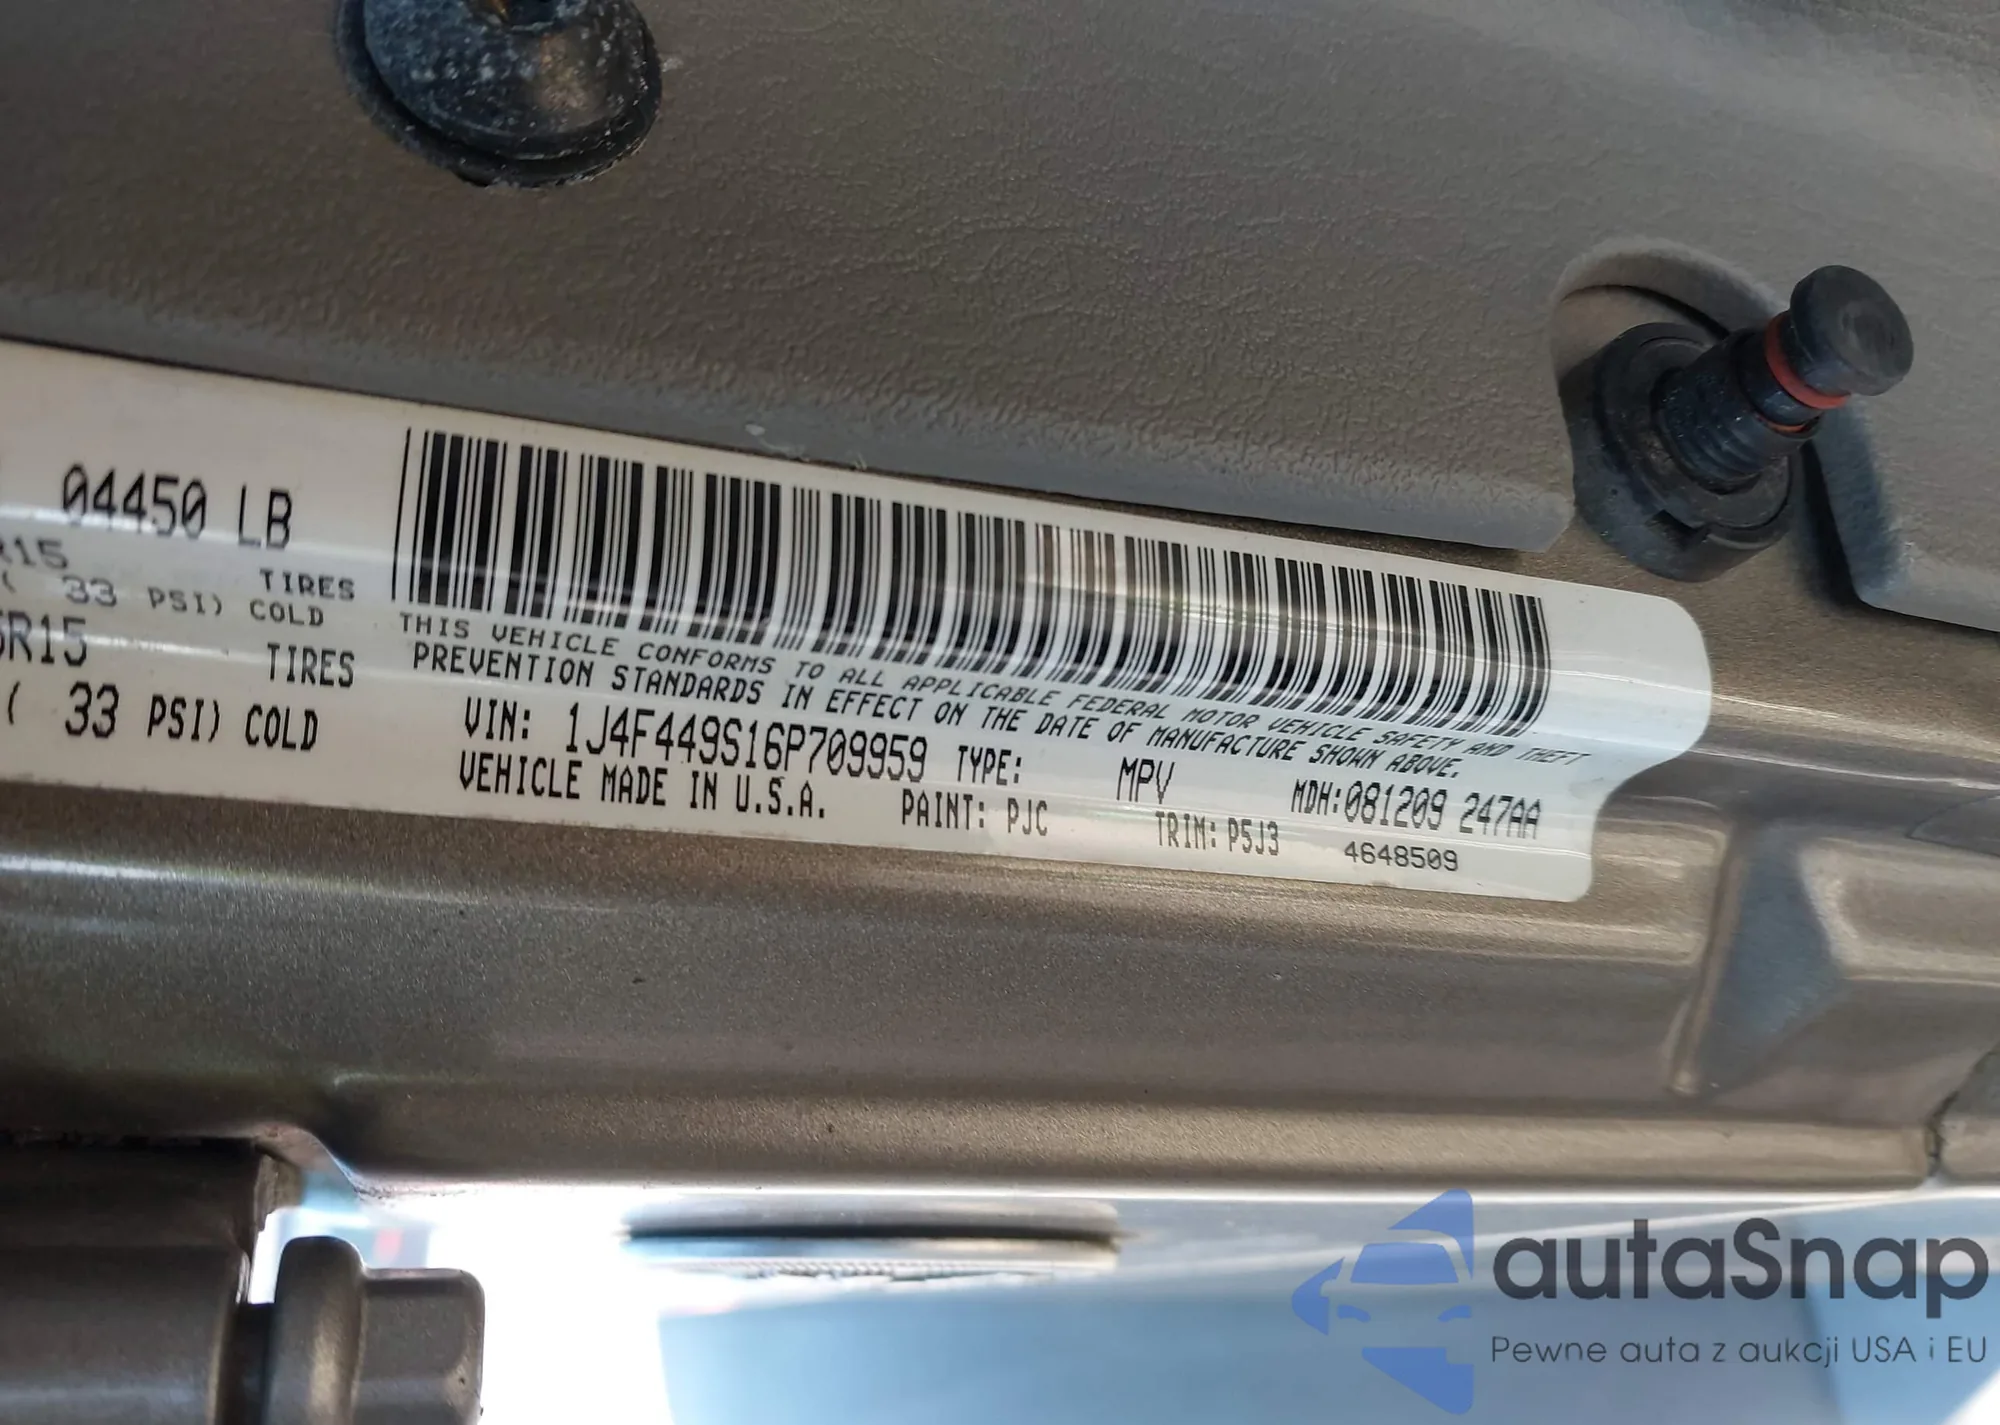 04450 LB
R15 TIRES
( 33 PSI) COLD
5R15 TIRES
( 33 PSI) COLD
THIS VEHICLE CONFORMS TO ALL APPLICABLE FEDERAL MOTOR VEHICLE SAFETY AND THEFT
PREVENTION STANDARDS IN EFFECT ON THE DATE OF MANUFACTURE SHOWN ABOVE.
VIN: 1J4F449S16P709959 TYPE: MPV MDH:081209 247AA
VEHICLE MADE IN U.S.A. PAINT: PJC TRIM: P5J3 4648509
autaSnap
Pewne auta z aukcji USA i EU